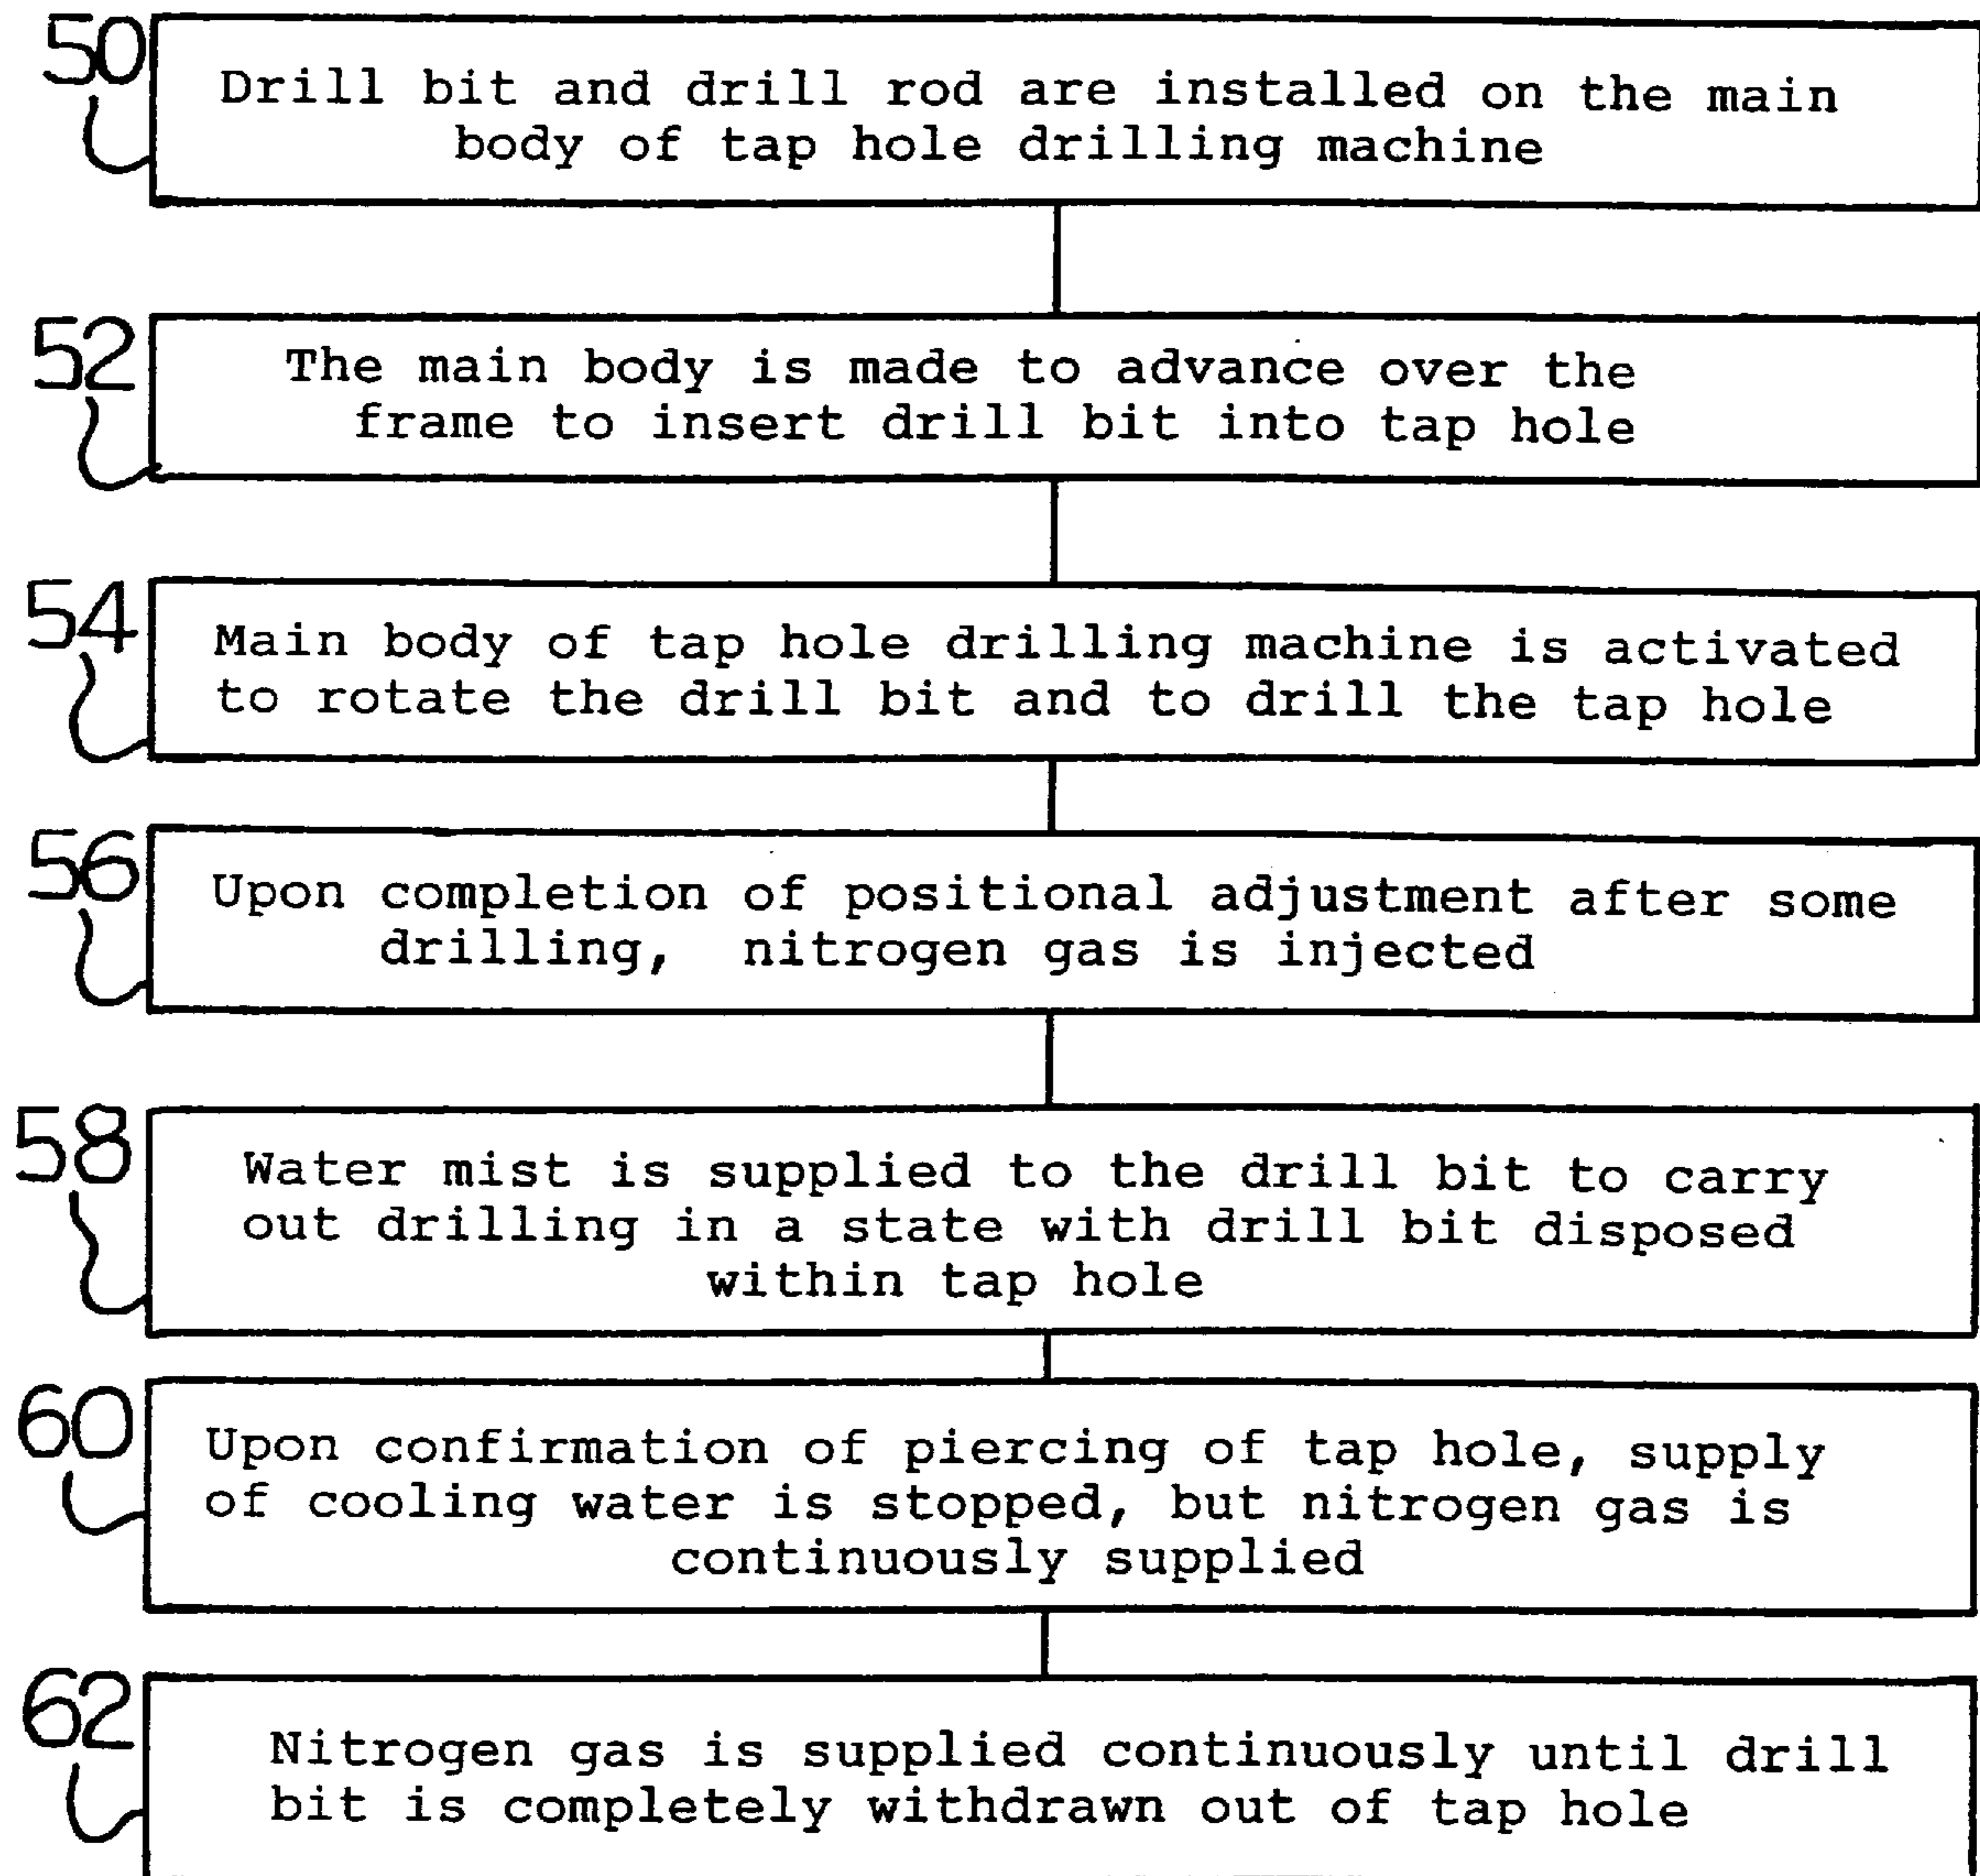 50
Drill bit and drill rod are installed on the main
body of tap hole drilling machine
52
The main body is made to advance over the
frame to insert drill bit into tap hole
54
Main body of tap hole drilling machine is activated
to rotate the drill bit and to drill the tap hole
56
Upon completion of positional adjustment after some
drilling, nitrogen gas is injected
58
Water mist is supplied to the drill bit to carry
out drilling in a state with drill bit disposed
within tap hole
60
Upon confirmation of piercing of tap hole, supply
of cooling water is stopped, but nitrogen gas is
continuously supplied
62
Nitrogen gas is supplied continuously until drill
bit is completely withdrawn out of tap hole